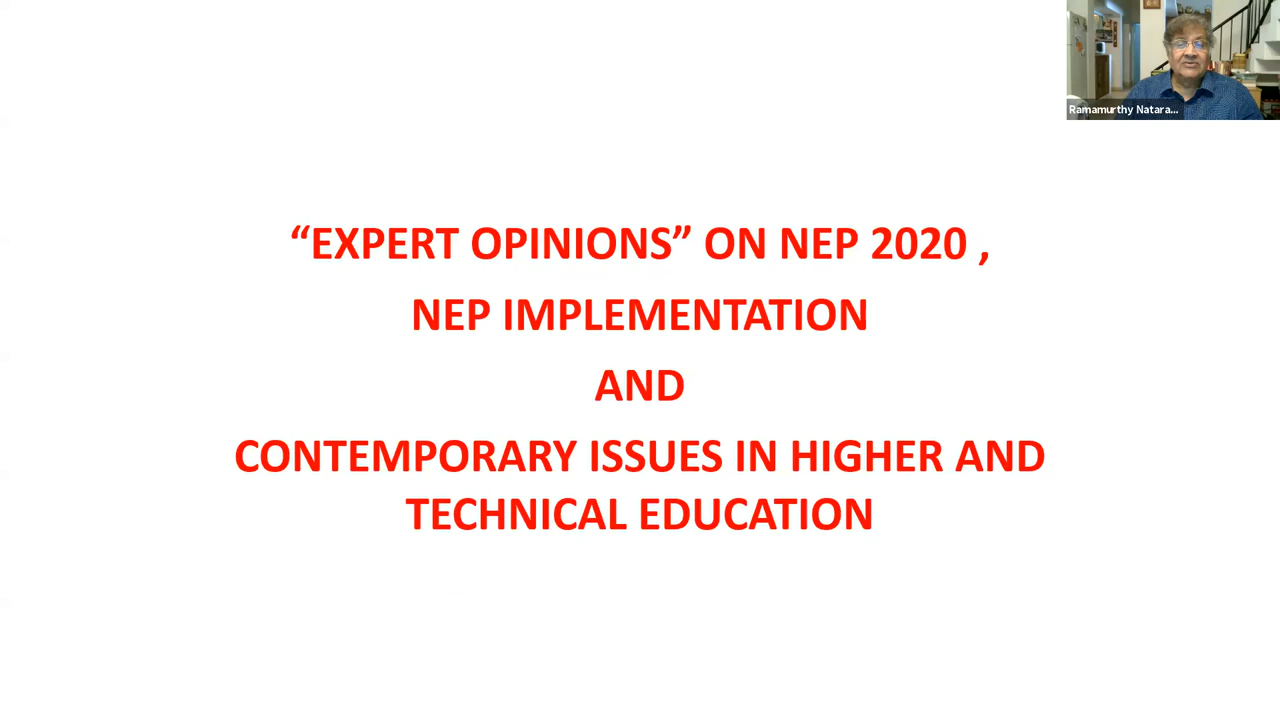 Ramamurthy Natara...
“EXPERT OPINIONS” ON NEP 2020 ,
NEP IMPLEMENTATION
AND
CONTEMPORARY ISSUES IN HIGHER AND
TECHNICAL EDUCATION